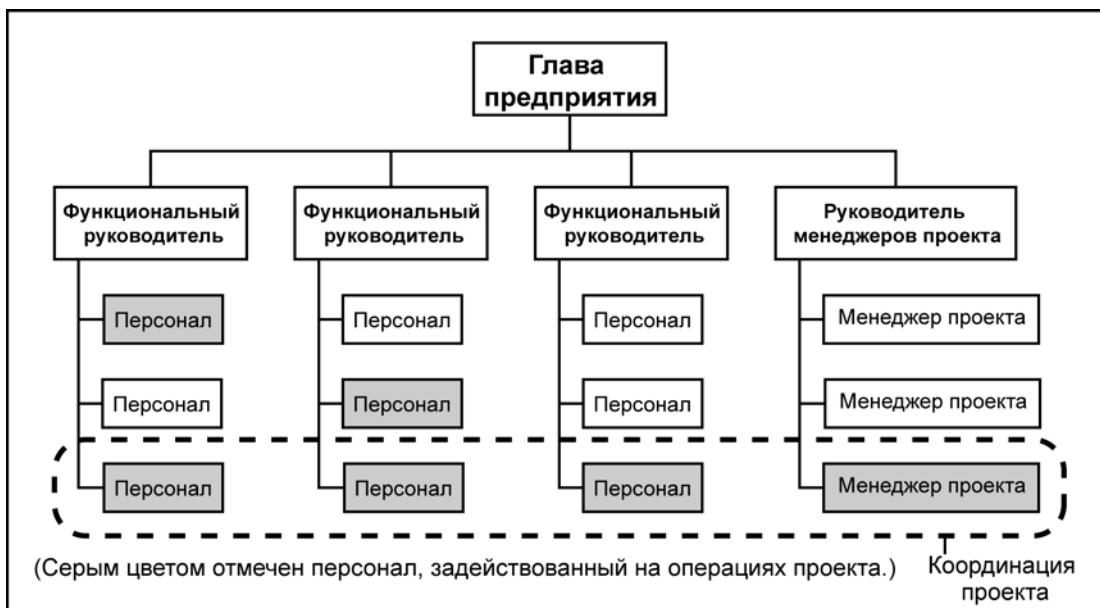 Глава
предприятия
Функциональный
руководитель
Функциональный
руководитель
Функциональный
руководитель
Руководитель
менеджеров проекта
Персонал
Персонал
Персонал
Менеджер проекта
Персонал
Персонал
Персонал
Менеджер проекта
Персонал
Персонал
Персонал
Менеджер проекта
(Серым цветом отмечен персонал, задействованный на операциях проекта.)
Координация
проекта